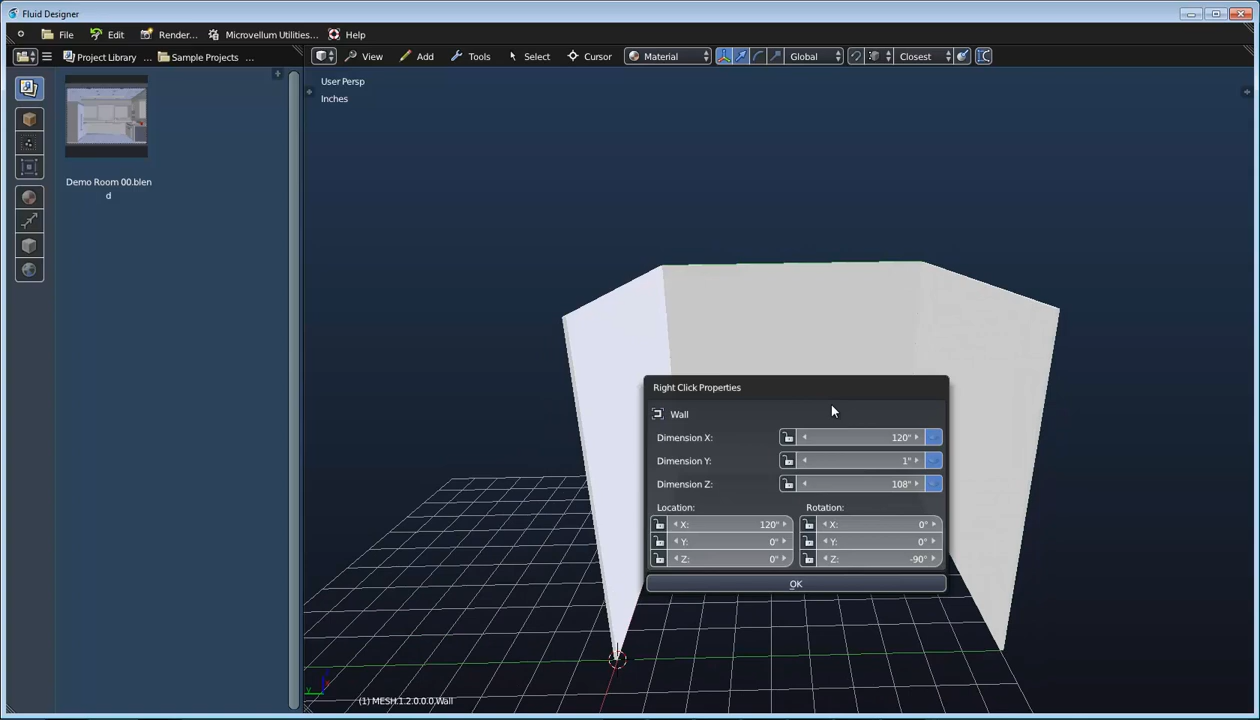 Fluid Designer
File Edit Render... Microvellum Utilities... Help
Project Library ... Sample Projects ... View Add Tools Select Cursor Material Global Closest
User Persp
Inches
Demo Room 00.blen
d
Right Click Properties
Wall
Dimension X: 120"
Dimension Y: 1"
Dimension Z: 108"
Location: Rotation:
X: 120" X: 0°
Y: 0" Y: 0°
Z: 0" Z: -90°
OK
(1) MESH.1.2.0.0.0.Wall